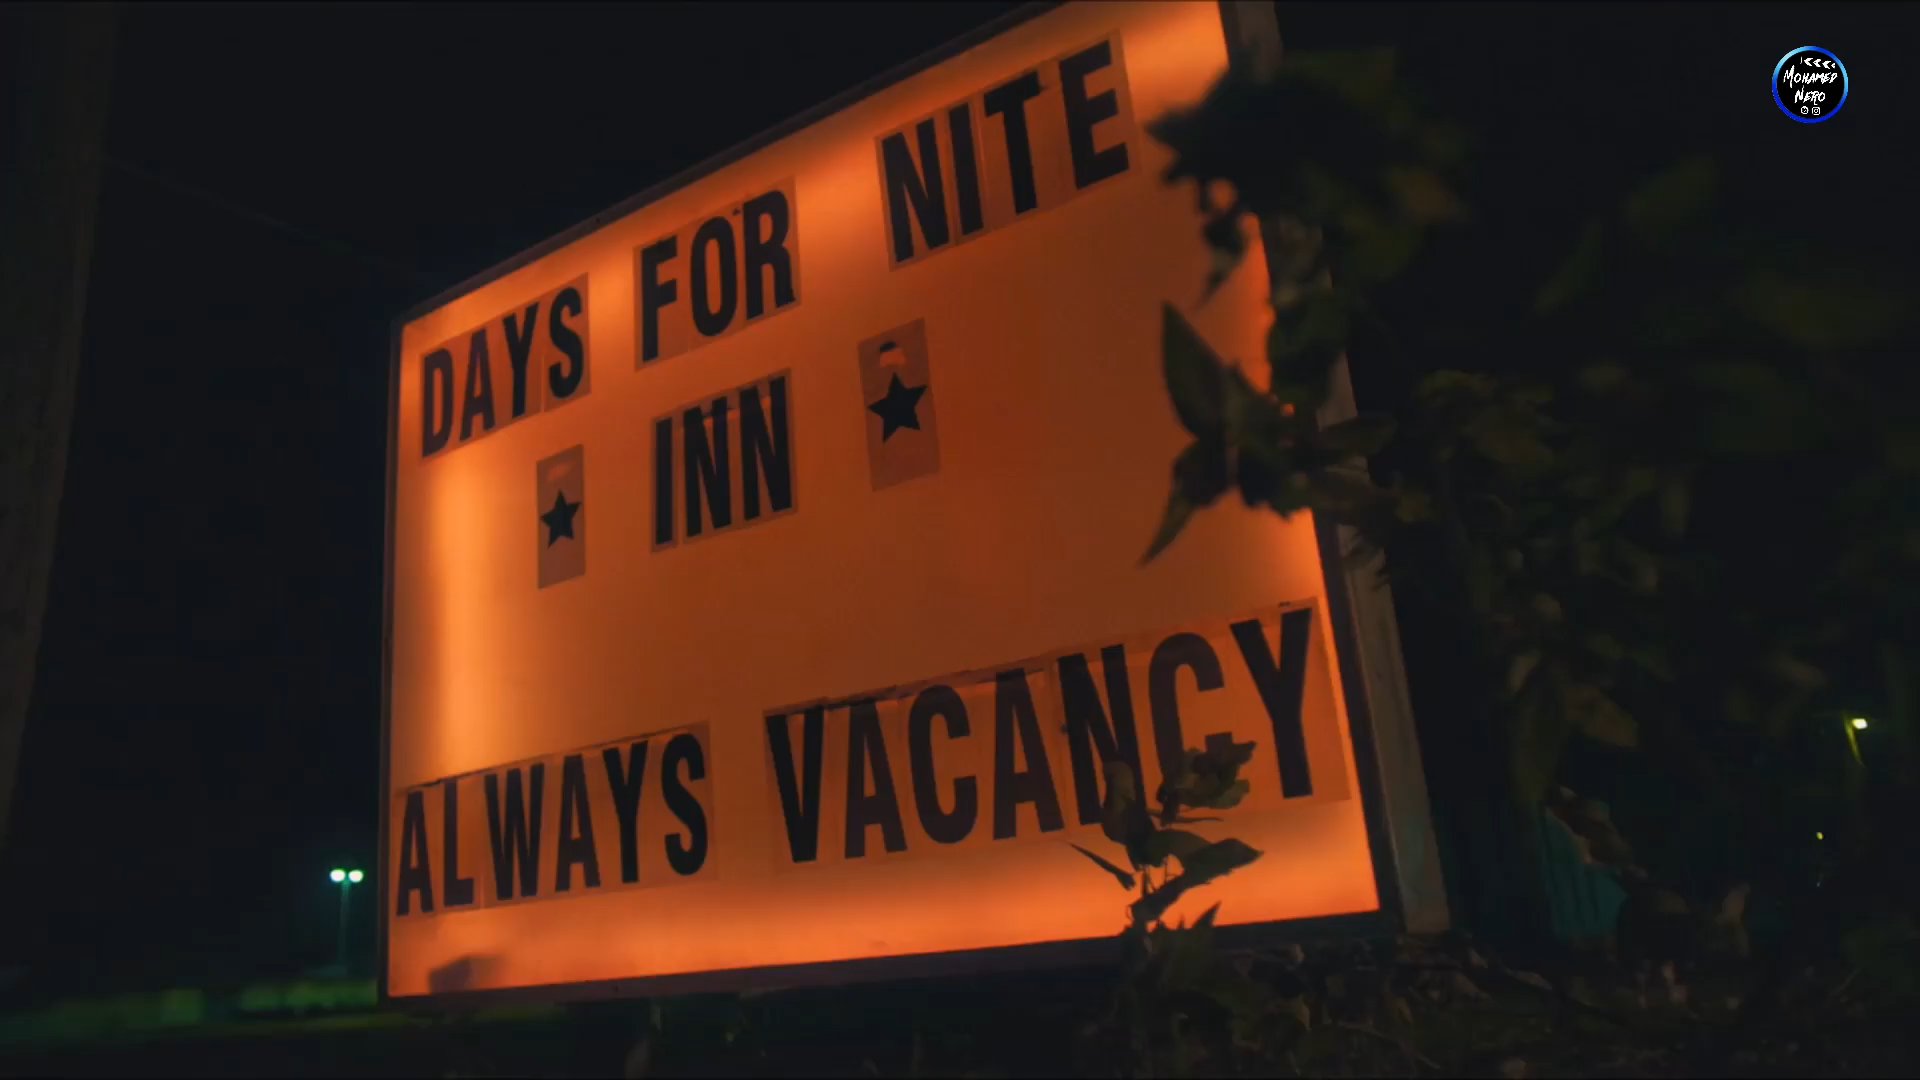 DAYS FOR NITE
★ INN ★
ALWAYS VACANCY
MOHAMED
NERO